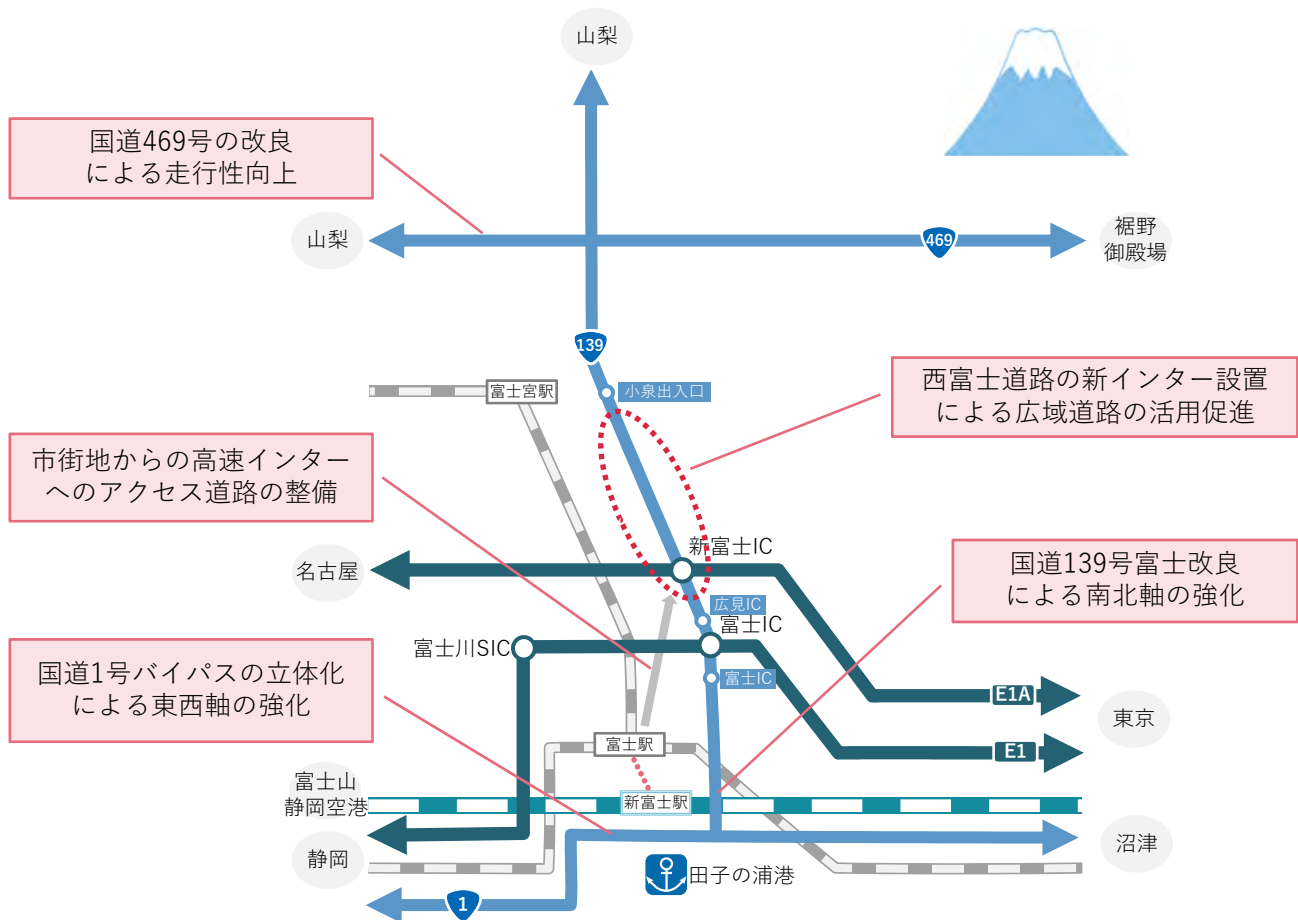 山梨
国道469号の改良
による走行性向上
山梨
469
裾野
御殿場
139
富士宮駅
小泉出入口
西富士道路の新インター設置
による広域道路の活用促進
市街地からの高速インター
へのアクセス道路の整備
新富士IC
名古屋
国道139号富士改良
による南北軸の強化
広見IC
富士IC
富士川SIC
富士IC
国道1号バイパスの立体化
による東西軸の強化
E1A
東京
富士駅
E1
富士山
静岡空港
新富士駅
静岡
沼津
田子の浦港
1